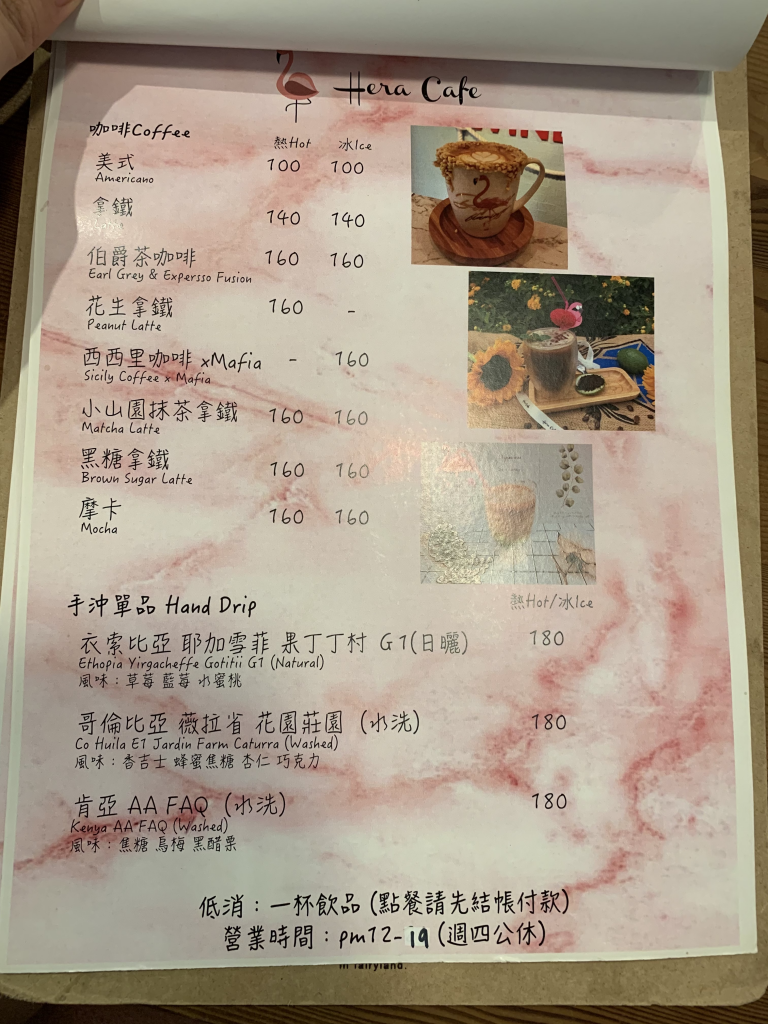 Hera Cafe
咖啡Coffee
熱Hot 冰Ice
美式 100 100
Americano
拿鐵 140 140
伯爵茶咖啡 160 160
Earl Grey & Expersso Fusion
花生拿鐵 160 -
Peanut Latte
西西里咖啡 xMafia - 160
Sicily Coffee x Mafia
小山園抹茶拿鐵 160 160
Matcha Latte
黑糖拿鐵 160 160
Brown Sugar Latte
摩卡 160 160
Mocha
手沖單品 Hand Drip 熱Hot/冰Ice
衣索比亞 耶加雪菲 果丁丁村 G1(日曬) 180
Ethopia Yirgacheffe Gotitii G1 (Natural)
風味：草莓 藍莓 水蜜桃
哥倫比亞 薇拉省 花園莊園 (水洗) 180
Co Huila E1 Jardin Farm Caturra (Washed)
風味：香吉士 蜂蜜焦糖 杏仁 巧克力
肯亞 AA FAQ (水洗) 180
Kenya AA FAQ (Washed)
風味：焦糖 烏梅 黑醋栗
低消：一杯飲品 (點餐請先結帳付款)
營業時間：pm12-19 (週四公休)
in fairyland.